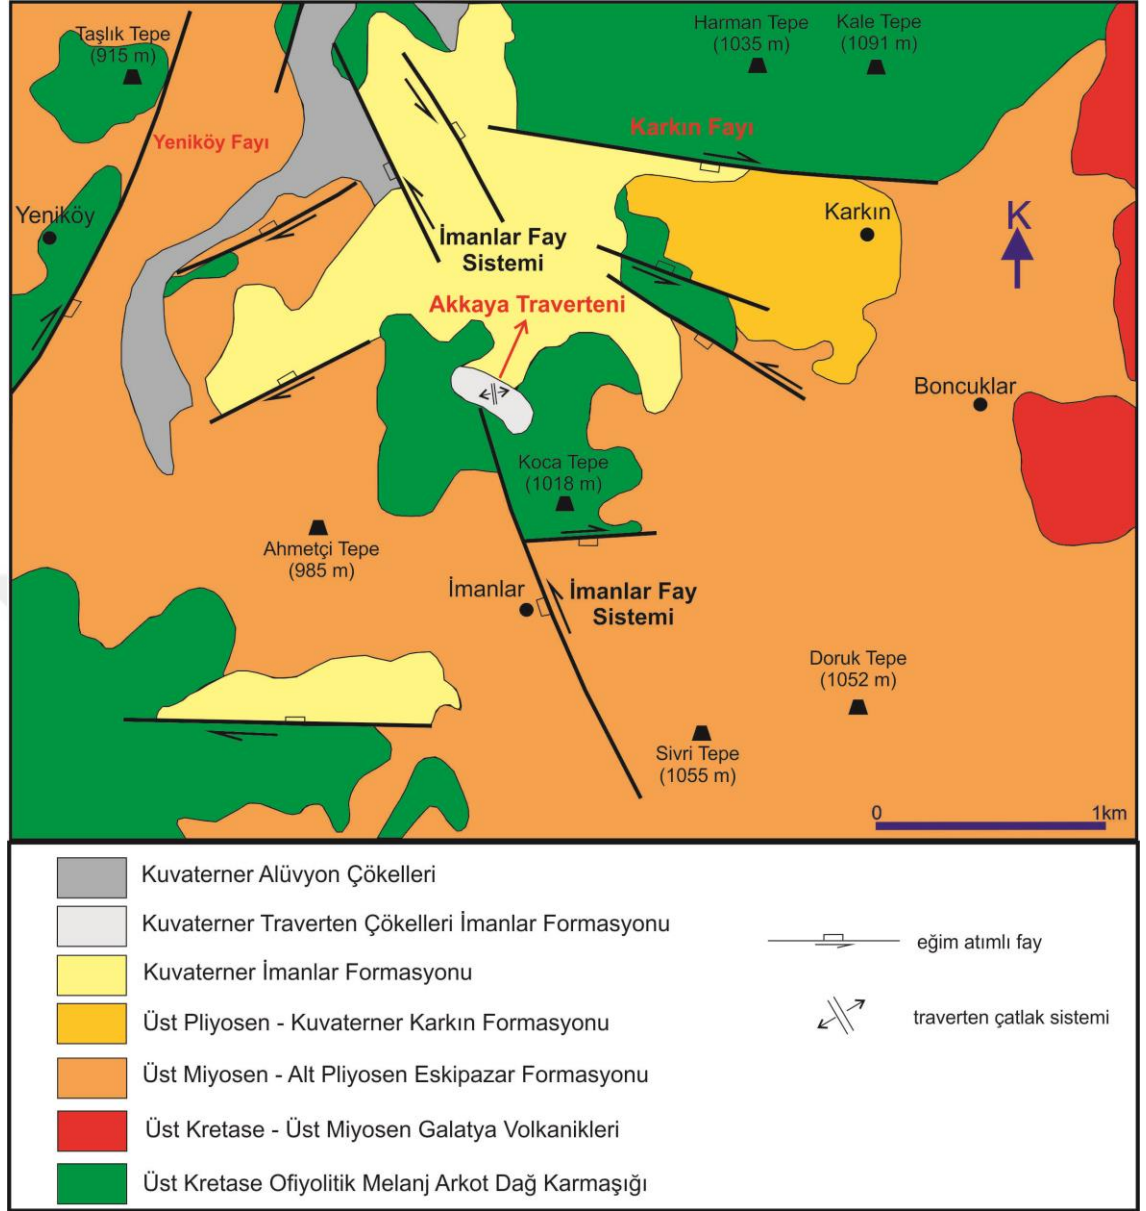 Taşlık Tepe
(915 m)
Harman Tepe
(1035 m)
Kale Tepe
(1091 m)
Yeniköy Fayı
Karkın Fayı
Yeniköy
Karkın
K
İmanlar Fay
Sistemi
Akkaya Traverteni
Boncuklar
Koca Tepe
(1018 m)
Ahmetçi Tepe
(985 m)
İmanlar
İmanlar Fay
Sistemi
Doruk Tepe
(1052 m)
Sivri Tepe
(1055 m)
0
1km
Kuvaterner Alüvyon Çökelleri
Kuvaterner Traverten Çökelleri İmanlar Formasyonu
Kuvaterner İmanlar Formasyonu
Üst Pliyosen - Kuvaterner Karkın Formasyonu
Üst Miyosen - Alt Pliyosen Eskipazar Formasyonu
Üst Kretase - Üst Miyosen Galatya Volkanikleri
Üst Kretase Ofiyolitik Melanj Arkot Dağ Karmaşığı
eğim atımlı fay
traverten çatlak sistemi